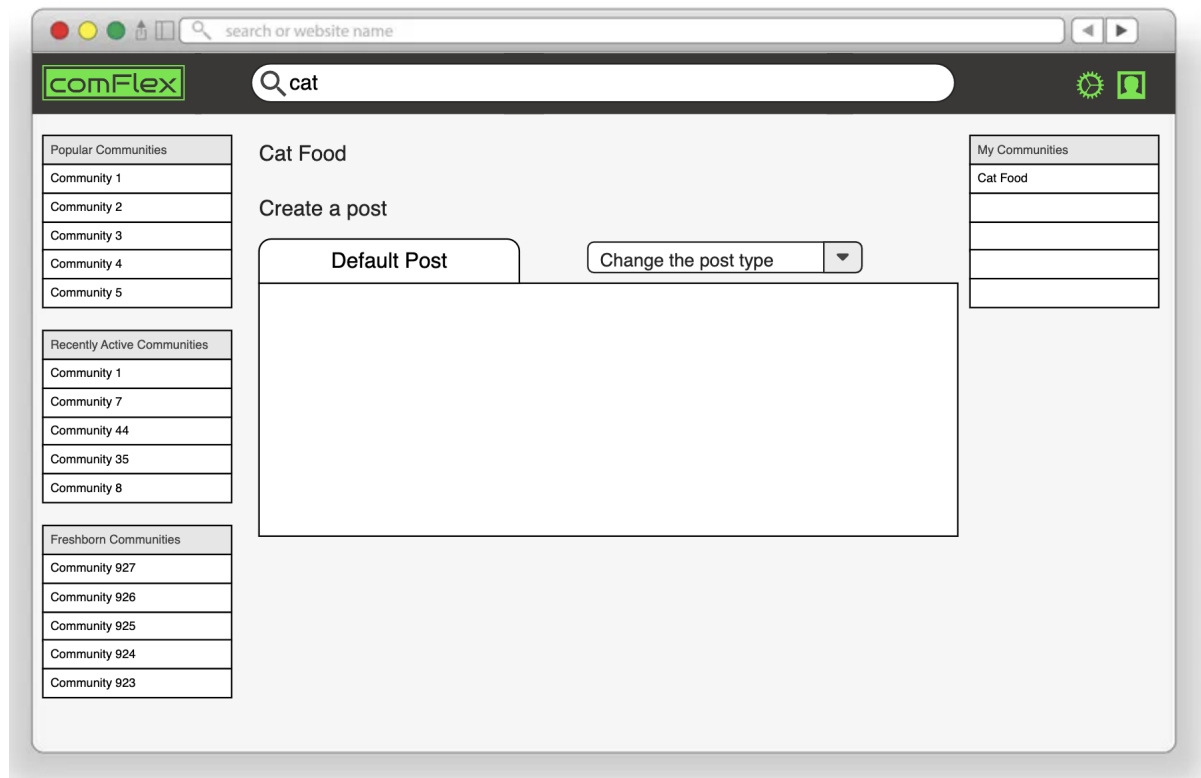 search or website name
comFlex
cat
Popular Communities
Community 1
Community 2
Community 3
Community 4
Community 5
Recently Active Communities
Community 1
Community 7
Community 44
Community 35
Community 8
Freshborn Communities
Community 927
Community 926
Community 925
Community 924
Community 923
Cat Food
Create a post
Default Post
Change the post type
My Communities
Cat Food